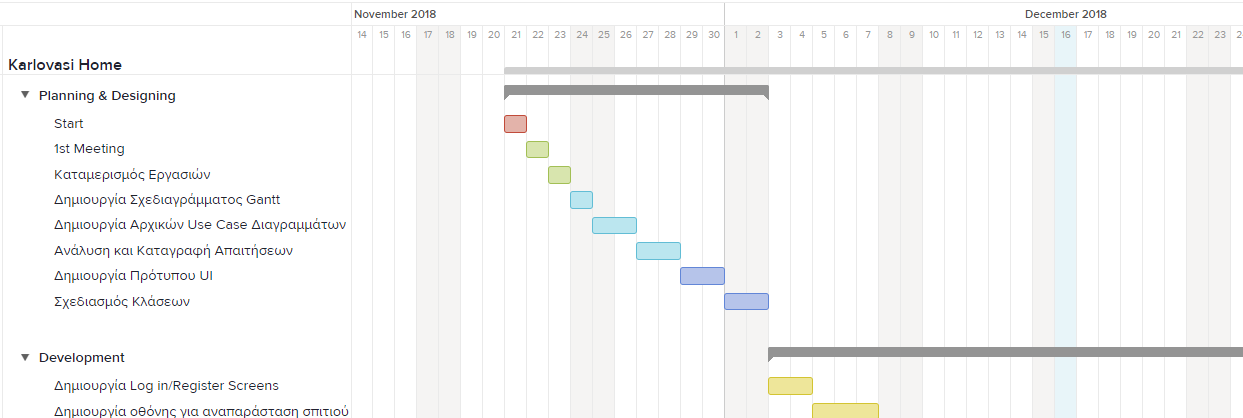 November 2018 December 2018
14 15 16 17 18 19 20 21 22 23 24 25 26 27 28 29 30 1 2 3 4 5 6 7 8 9 10 11 12 13 14 15 16 17 18 19 20 21 22 23
Karlovasi Home
Planning & Designing
Start
1st Meeting
Καταμερισμός Εργασιών
Δημιουργία Σχεδιαγράμματος Gantt
Δημιουργία Αρχικών Use Case Διαγραμμάτων
Ανάλυση και Καταγραφή Απαιτήσεων
Δημιουργία Πρότυπου UI
Σχεδιασμός Κλάσεων
Development
Δημιουργία Log in/Register Screens
Δημιουργία οθόνης για αναπαράσταση σπιτιού